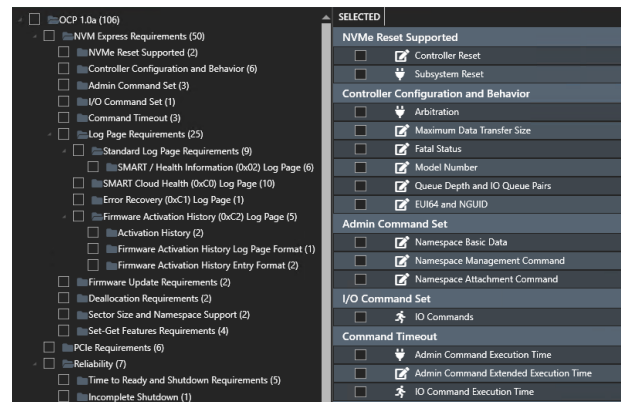 OCP 1.0a (106)
NVM Express Requirements (50)
NVMe Reset Supported (2)
Controller Configuration and Behavior (6)
Admin Command Set (3)
I/O Command Set (1)
Command Timeout (3)
Log Page Requirements (25)
Standard Log Page Requirements (9)
SMART / Health Information (0x02) Log Page (6)
SMART Cloud Health (0xC0) Log Page (10)
Error Recovery (0xC1) Log Page (1)
Firmware Activation History (0xC2) Log Page (5)
Activation History (2)
Firmware Activation History Log Page Format (1)
Firmware Activation History Entry Format (2)
Firmware Update Requirements (2)
Deallocation Requirements (2)
Sector Size and Namespace Support (2)
Set-Get Features Requirements (4)
PCIe Requirements (6)
Reliability (7)
Time to Ready and Shutdown Requirements (5)
Incomplete Shutdown (1)
SELECTED
NVMe Reset Supported
Controller Reset
Subsystem Reset
Controller Configuration and Behavior
Arbitration
Maximum Data Transfer Size
Fatal Status
Model Number
Queue Depth and IO Queue Pairs
EUI64 and NGUID
Admin Command Set
Namespace Basic Data
Namespace Management Command
Namespace Attachment Command
I/O Command Set
IO Commands
Command Timeout
Admin Command Execution Time
Admin Command Extended Execution Time
IO Command Execution Time